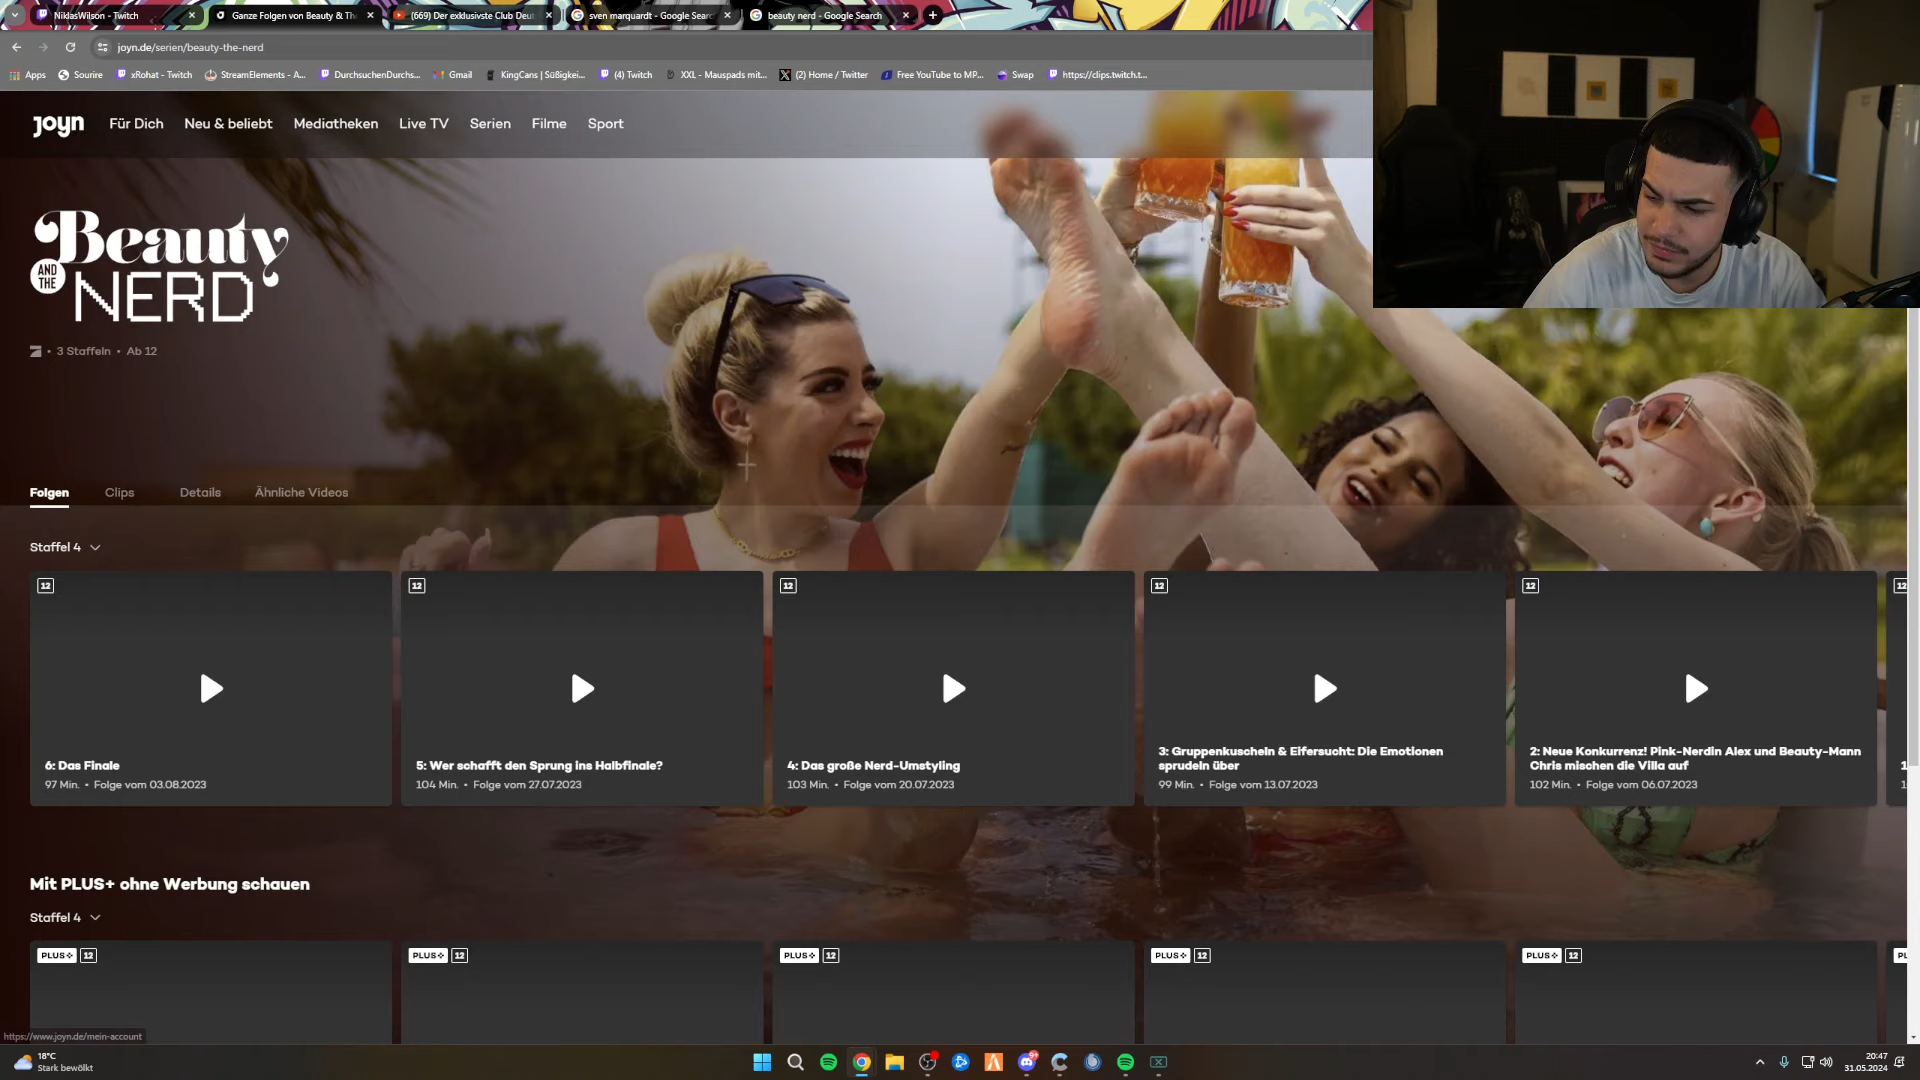 NiklasWilson - Twitch
Ganze Folgen von Beauty & Th
(669) Der exklusivste Club Deut
sven marquardt - Google Searc
beauty nerd - Google Search
joyn.de/serien/beauty-the-nerd
Apps
Sourire
xRohat - Twitch
StreamElements - A...
DurchsuchenDurchs...
Gmail
KingCans | Süßigkei...
(4) Twitch
XXL - Mauspads mit...
(2) Home / Twitter
Free YouTube to MP...
Swap
https://clips.twitch.t...
joyn
Für Dich
Neu & beliebt
Mediatheken
Live TV
Serien
Filme
Sport
Beauty
AND THE
NERD
• 3 Staffeln • Ab 12
Folgen
Clips
Details
Ähnliche Videos
Staffel 4
12
12
12
12
12
12
6: Das Finale
97 Min. • Folge vom 03.08.2023
5: Wer schafft den Sprung ins Halbfinale?
104 Min. • Folge vom 27.07.2023
4: Das große Nerd-Umstyling
103 Min. • Folge vom 20.07.2023
3: Gruppenkuscheln & Eifersucht: Die Emotionen
sprudeln über
99 Min. • Folge vom 13.07.2023
2: Neue Konkurrenz! Pink-Nerdin Alex und Beauty-Mann
Chris mischen die Villa auf
102 Min. • Folge vom 06.07.2023
Mit PLUS+ ohne Werbung schauen
Staffel 4
PLUS+ 12
PLUS+ 12
PLUS+ 12
PLUS+ 12
PLUS+ 12
PL
https://www.joyn.de/mein-account
18°C
Stark bewölkt
20:47
31.05.2024